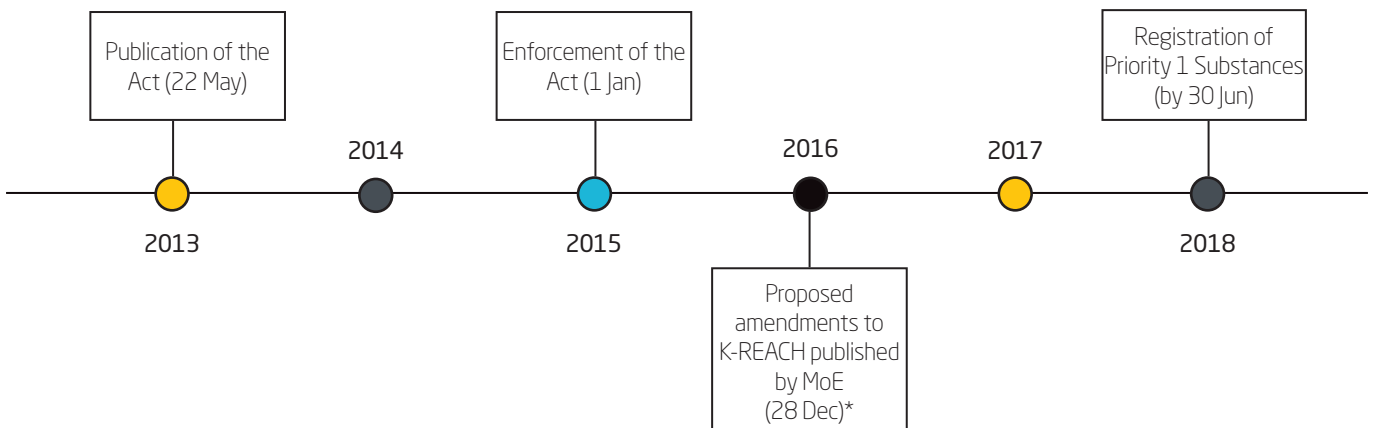 Publication of the
Act (22 May)
Enforcement of the
Act (1 Jan)
Registration of
Priority 1 Substances
(by 30 Jun)
2014
2016
2017
2013
2015
2018
Proposed
amendments to
K-REACH published
by MoE
(28 Dec)*